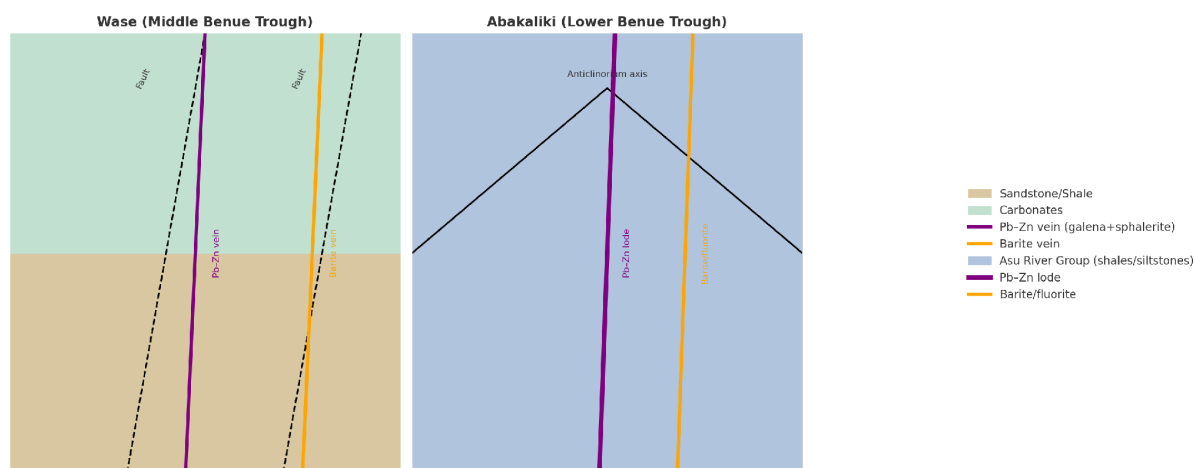 Wase (Middle Benue Trough)
Abakaliki (Lower Benue Trough)
Fault
Fault
Pb–Zn vein
Barite vein
Anticlinorium axis
Pb–Zn lode
Barite/fluorite
Sandstone/Shale
Carbonates
Pb–Zn vein (galena+sphalerite)
Barite vein
Asu River Group (shales/siltstones)
Pb–Zn lode
Barite/fluorite